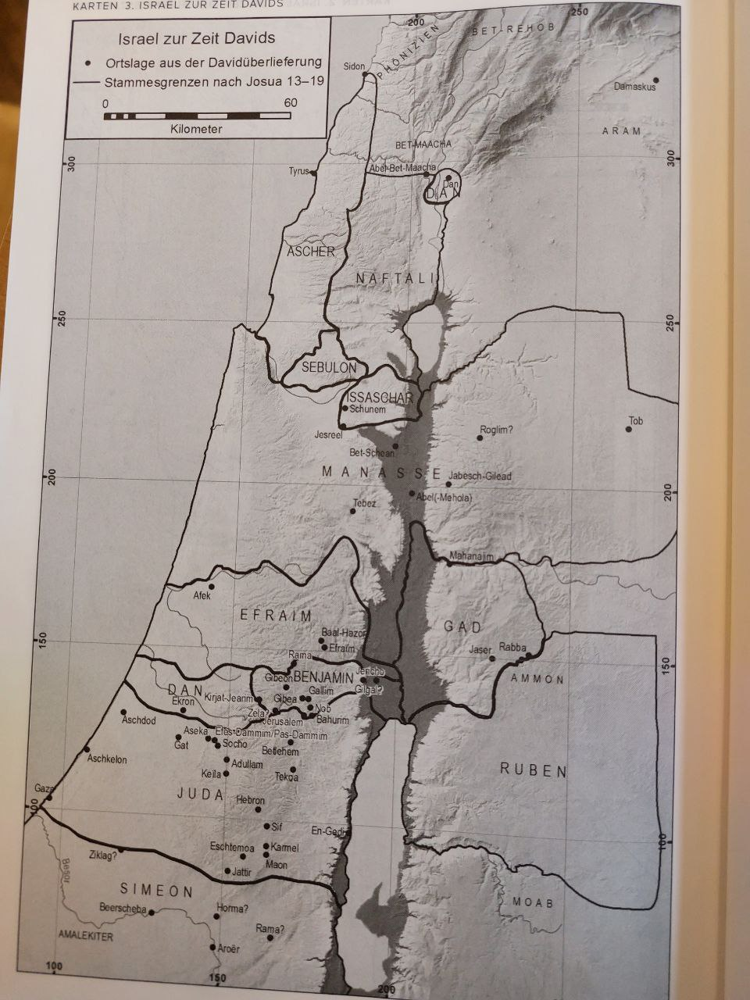 KARTEN 3. ISRAEL ZUR ZEIT DAVIDS
Israel zur Zeit Davids
Ortslage aus der Davidüberlieferung
Stammesgrenzen nach Josua 13–19
0 60
Kilometer
200
250
PHÖNIZIEN
BET-REHOB
Sidon
Damaskus
ARAM
BET-MAACHA
300
300
Tyrus
Abel-Bet-Maacha
Dan
DAN
ASCHER
NAFTALI
250
250
SEBULON
ISSASCHAR
Schunem
Jesreel
Roglim?
Tob
Bet-Schean
MANASSE
Jabesch-Gilead
200
200
Abel(-Mehola)
Tebez
Mahanajim
Afek
EFRAIM
GAD
Baal-Hazor
Efraim
150
150
Jaser
Rabba
Rama
AMMON
Gibeon
BENJAMIN
Jericho
Gilgal?
DAN
Kirjat-Jearim
Gibea
Gallim
Ekron
Zela?
Nob
Aschdod
Jerusalem
Bahurim
Aseka
Efes-Dammim/Pas-Dammim
Gat
Socho
Betlehem
Aschkelon
Adullam
Keila
Tekoa
RUBEN
Gaza
JUDA
Hebron
100
100
Sif
En-Gedi
Eschtemoa
Karmel
Ziklag?
Maon
Jattir
Besor
SIMEON
MOAB
Beerscheba
Horma?
AMALEKITER
Rama?
Aroër
100
150
200